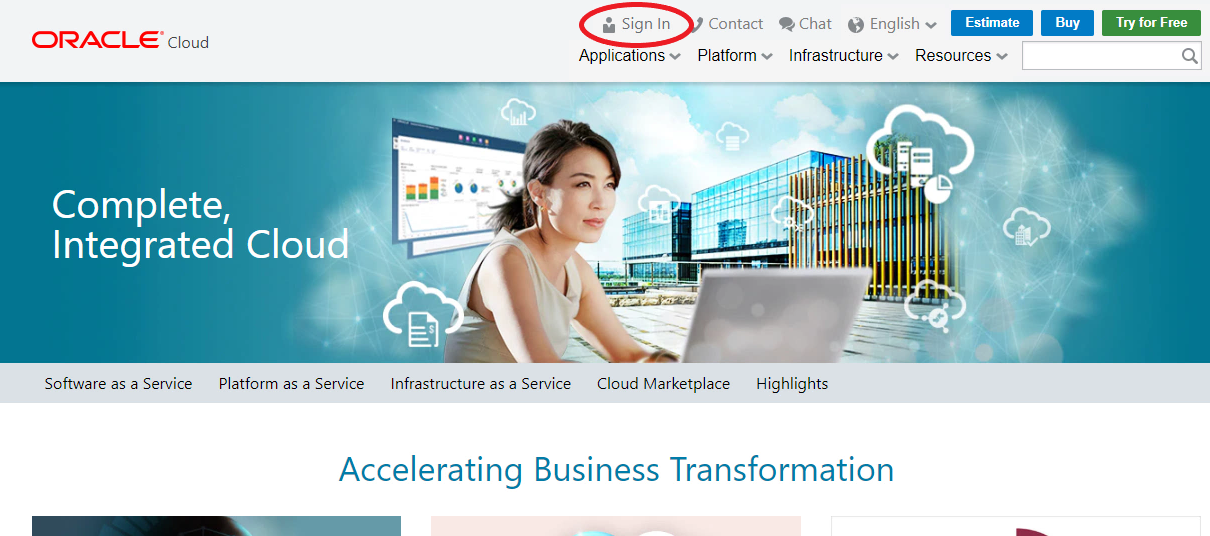 ORACLE® Cloud
Sign In Contact Chat English Estimate Buy Try for Free
Applications Platform Infrastructure Resources
Complete,
Integrated Cloud
Software as a Service Platform as a Service Infrastructure as a Service Cloud Marketplace Highlights
Accelerating Business Transformation